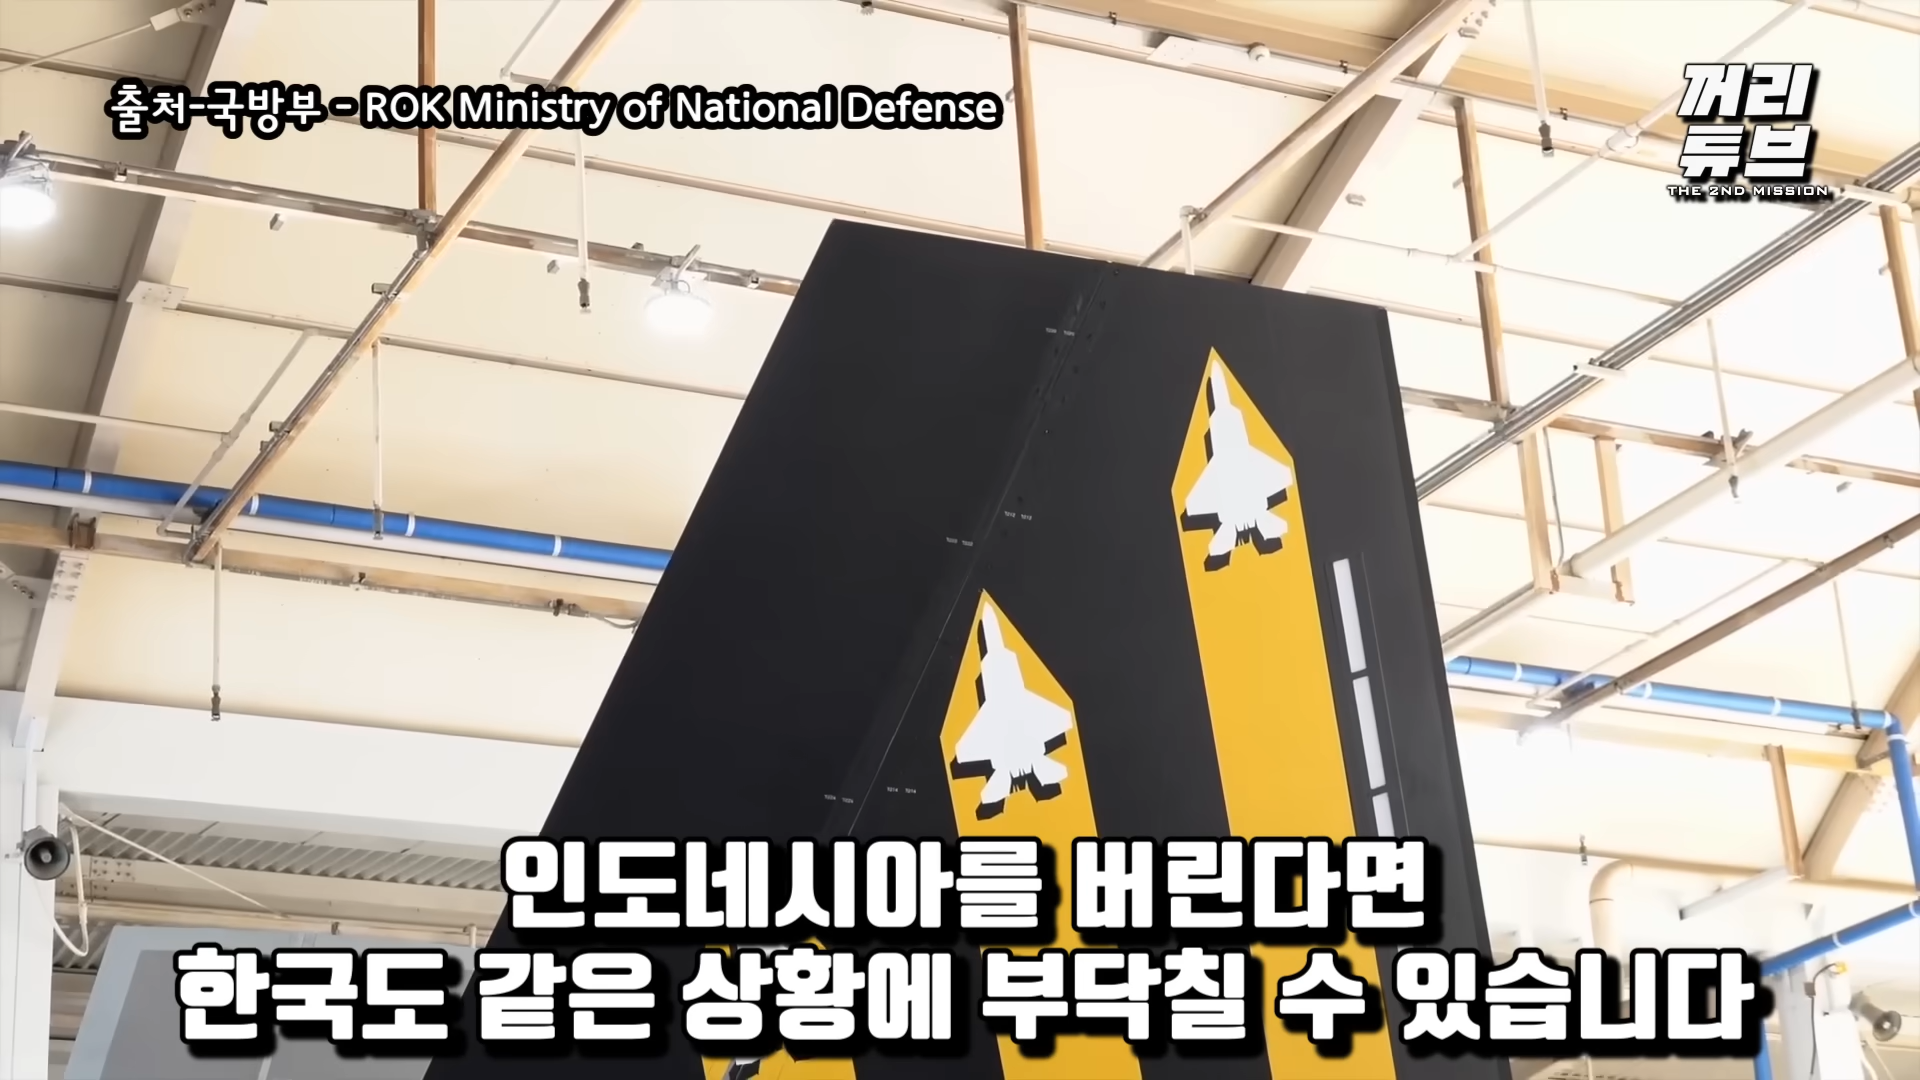 출처-국방부 - ROK Ministry of National Defense
꺼리
튜브
THE 2ND MISSION
인도네시아를 버린다면
한국도 같은 상황에 부닥칠 수 있습니다